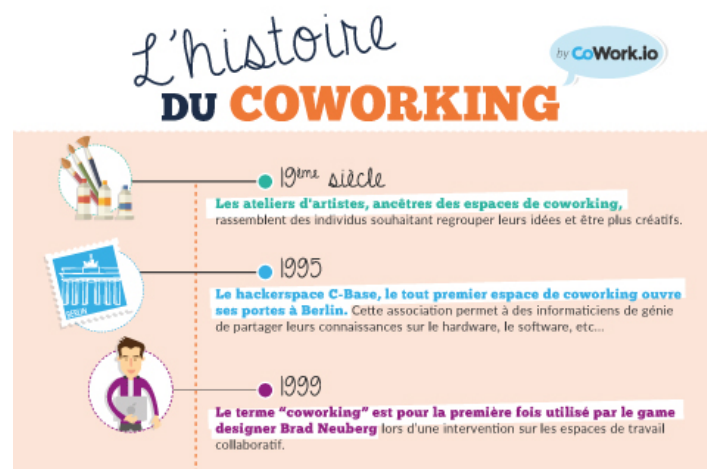 L'histoire
by CoWork.io
DU COWORKING
19ème siècle
Les ateliers d'artistes, ancêtres des espaces de coworking,
rassemblent des individus souhaitant regrouper leurs idées et être plus créatifs.
1995
BERLIN
Le hackerspace C-Base, le tout premier espace de coworking ouvre
ses portes à Berlin. Cette association permet à des informaticiens de génie
de partager leurs connaissances sur le hardware, le software, etc...
1999
Le terme “coworking” est pour la première fois utilisé par le game
designer Brad Neuberg lors d'une intervention sur les espaces de travail
collaboratif.